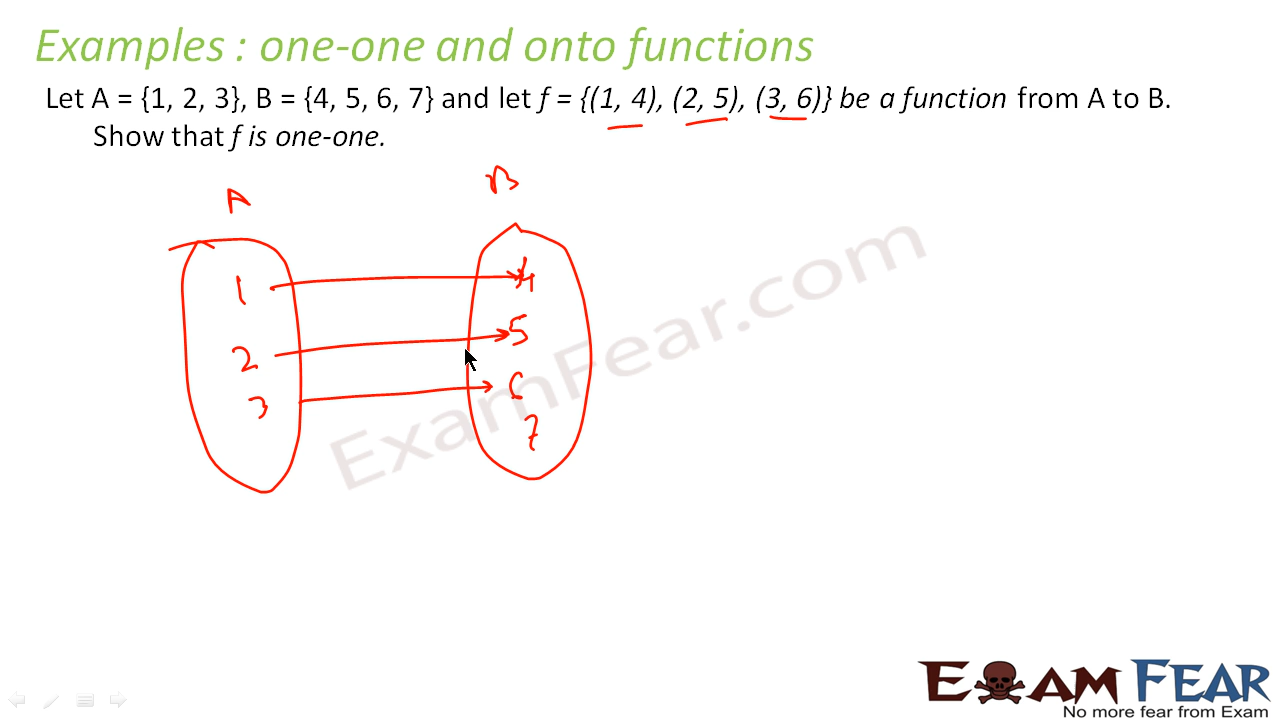 Examples : one-one and onto functions
Let A = {1, 2, 3}, B = {4, 5, 6, 7} and let f = {(1, 4), (2, 5), (3, 6)} be a function from A to B.
Show that f is one-one.
A B
1 4
2 5
3 6
7
ExamFear.com
EXAM FEAR
No more fear from Exam